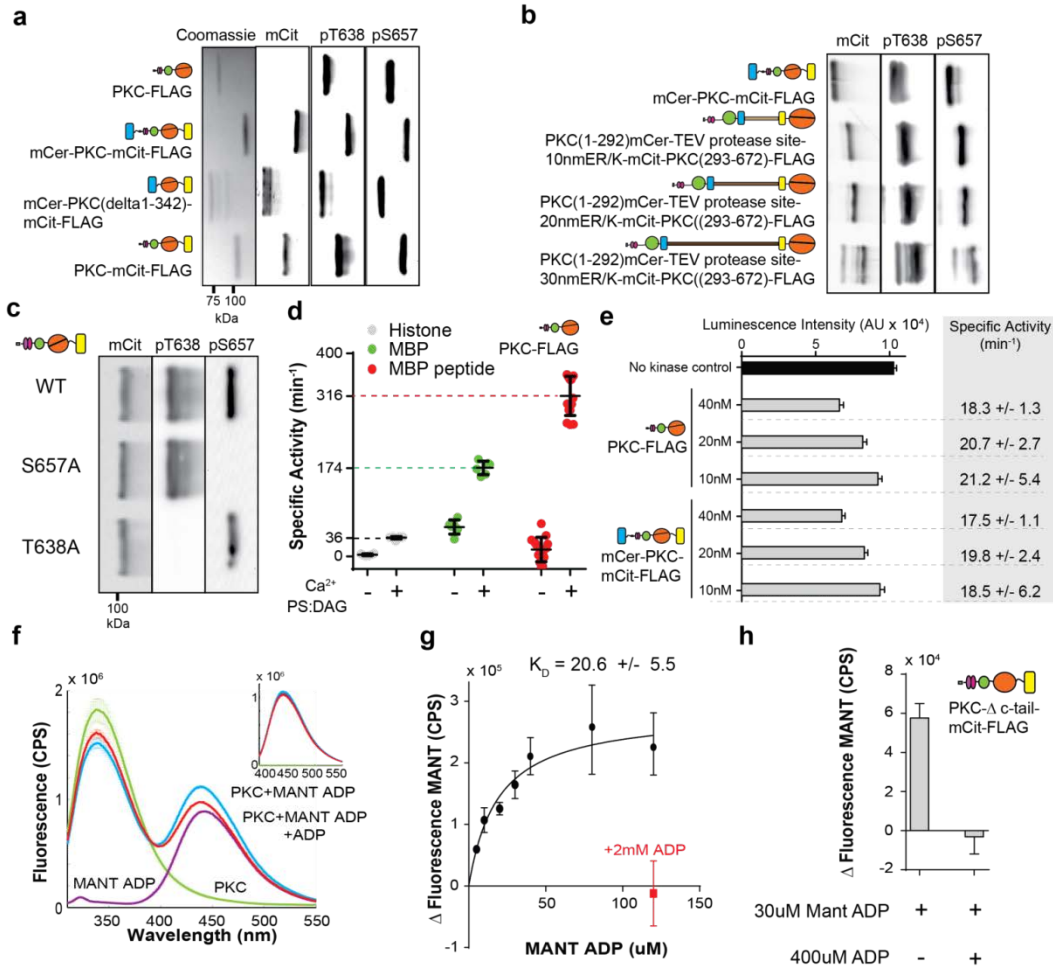 a
Coomassie mCit pT638 pS657
PKC-FLAG
mCer-PKC-mCit-FLAG
mCer-PKC(delta1-342)-
mCit-FLAG
PKC-mCit-FLAG
75 100
kDa
b
mCit pT638 pS657
mCer-PKC-mCit-FLAG
PKC(1-292)mCer-TEV protease site-
10nmER/K-mCit-PKC(293-672)-FLAG
PKC(1-292)mCer-TEV protease site-
20nmER/K-mCit-PKC((293-672)-FLAG
PKC(1-292)mCer-TEV protease site-
30nmER/K-mCit-PKC((293-672)-FLAG
c
mCit pT638 pS657
WT
S657A
T638A
100
kDa
d
Histone
MBP
MBP peptide
PKC-FLAG
Specific Activity (min⁻¹)
400
316
174
36
0
Ca²⁺
PS:DAG
- + - + - +
e
Luminescence Intensity (AU x 10⁴)
Specific Activity
(min⁻¹)
0 5 10
No kinase control
PKC-FLAG
40nM 18.3 +/- 1.3
20nM 20.7 +/- 2.7
10nM 21.2 +/- 5.4
mCer-PKC-
mCit-FLAG
40nM 17.5 +/- 1.1
20nM 19.8 +/- 2.4
10nM 18.5 +/- 6.2
f
x 10⁶
2
1
0
Fluorescence (CPS)
x 10⁶
1
0
400 450 500 550
PKC+MANT ADP
PKC+MANT ADP
+ADP
MANT ADP
PKC
350 400 450 500 550
Wavelength (nm)
g
x 10⁵
K_D = 20.6 +/- 5.5
Δ Fluorescence MANT (CPS)
3
2
1
0
-1
+2mM ADP
50 100 150
MANT ADP (uM)
h
x 10⁴
Δ Fluorescence MANT (CPS)
8
6
4
2
0
-2
PKC-Δ c-tail-
mCit-FLAG
30uM Mant ADP + +
400uM ADP - +